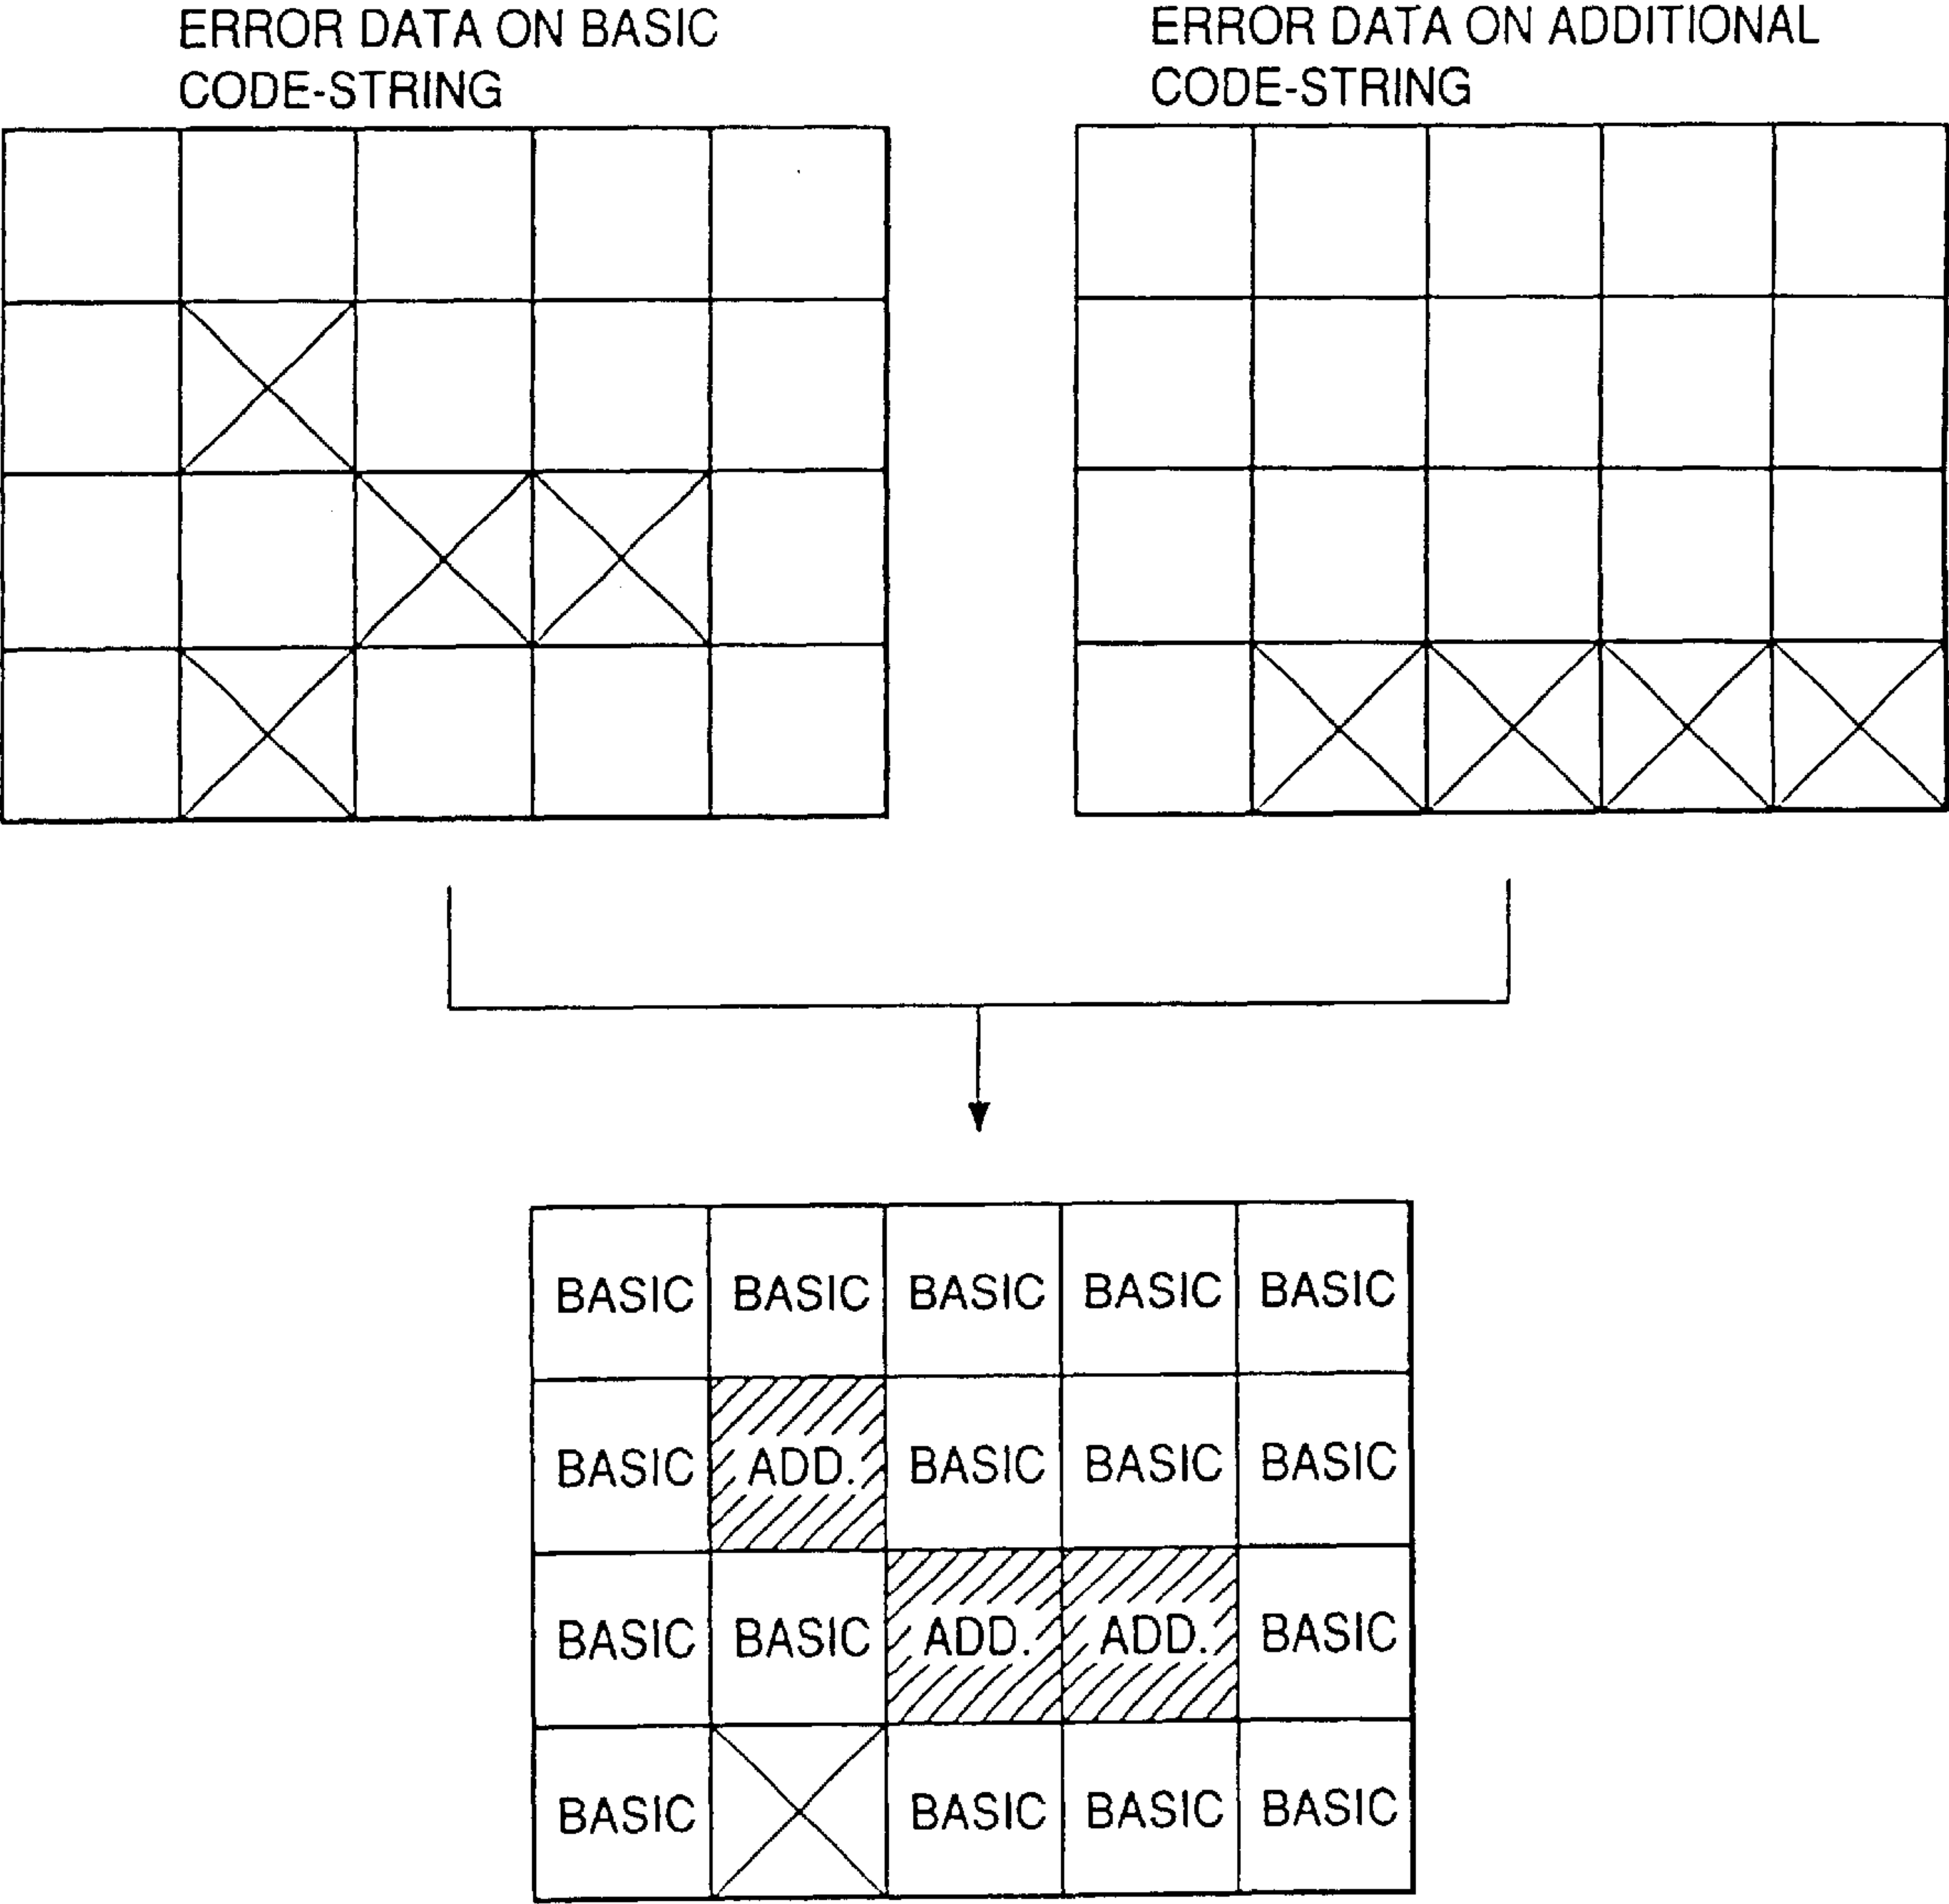 ERROR DATA ON BASIC
CODE-STRING
ERROR DATA ON ADDITIONAL
CODE-STRING
BASIC BASIC BASIC BASIC BASIC
BASIC ADD. BASIC BASIC BASIC
BASIC BASIC ADD. ADD. BASIC
BASIC BASIC BASIC BASIC